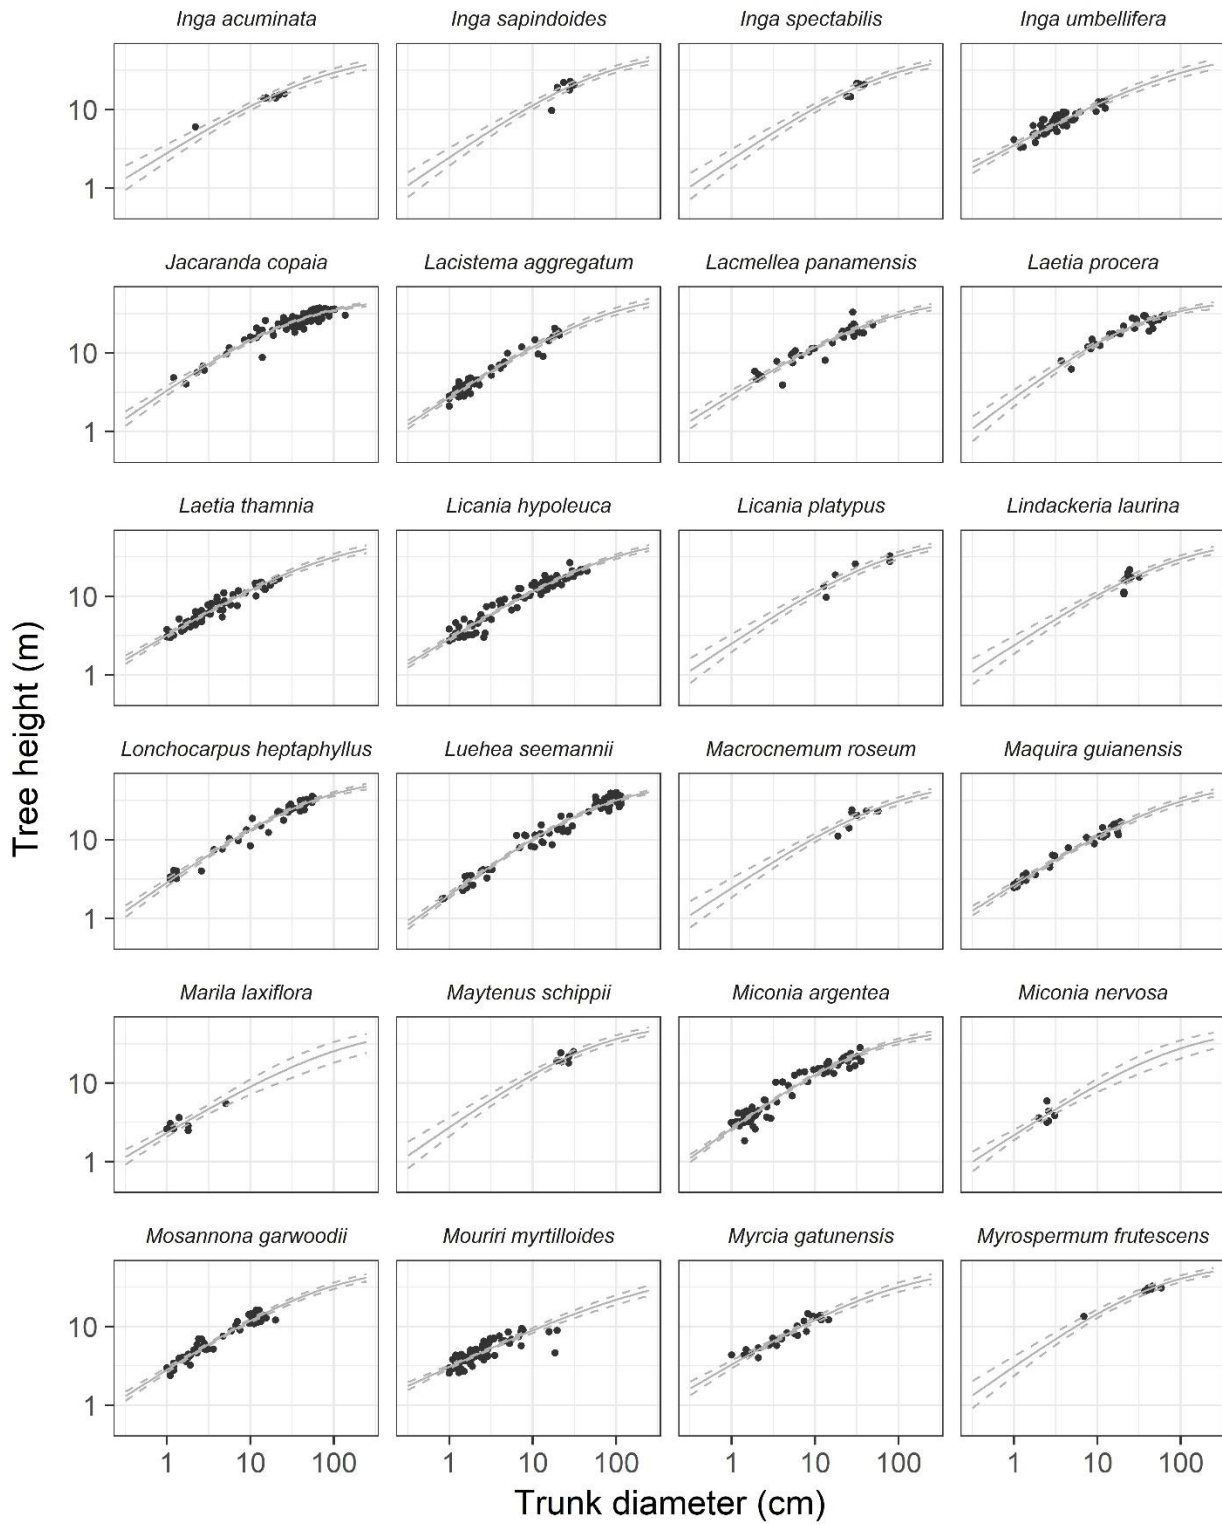 Inga acuminata Inga sapindoides Inga spectabilis Inga umbellifera
10
1
Jacaranda copaia Lacistema aggregatum Lacmellea panamensis Laetia procera
10
1
Laetia thamnia Licania hypoleuca Licania platypus Lindackeria laurina
10
1
Tree height (m)
Lonchocarpus heptaphyllus Luehea seemannii Macrocnemum roseum Maquira guianensis
10
1
Marila laxiflora Maytenus schippii Miconia argentea Miconia nervosa
10
1
Mosannona garwoodii Mouriri myrtilloides Myrcia gatunensis Myrospermum frutescens
10
1
1 10 100 1 10 100 1 10 100 1 10 100
Trunk diameter (cm)